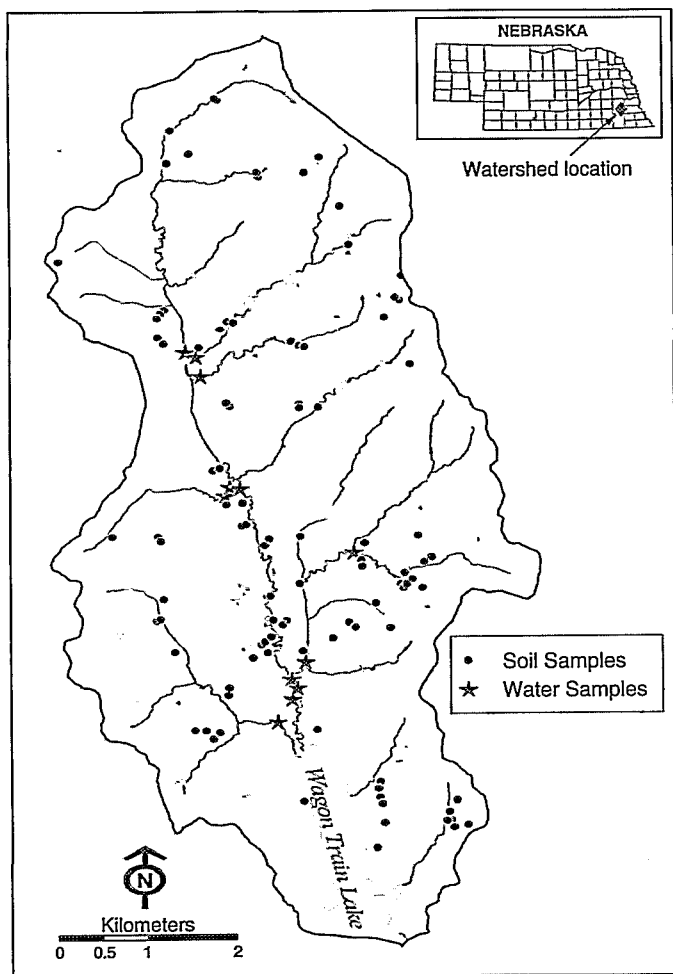 NEBRASKA
Watershed location
Soil Samples
Water Samples
Wagon Train Lake
N
Kilometers
0 0.5 1 2